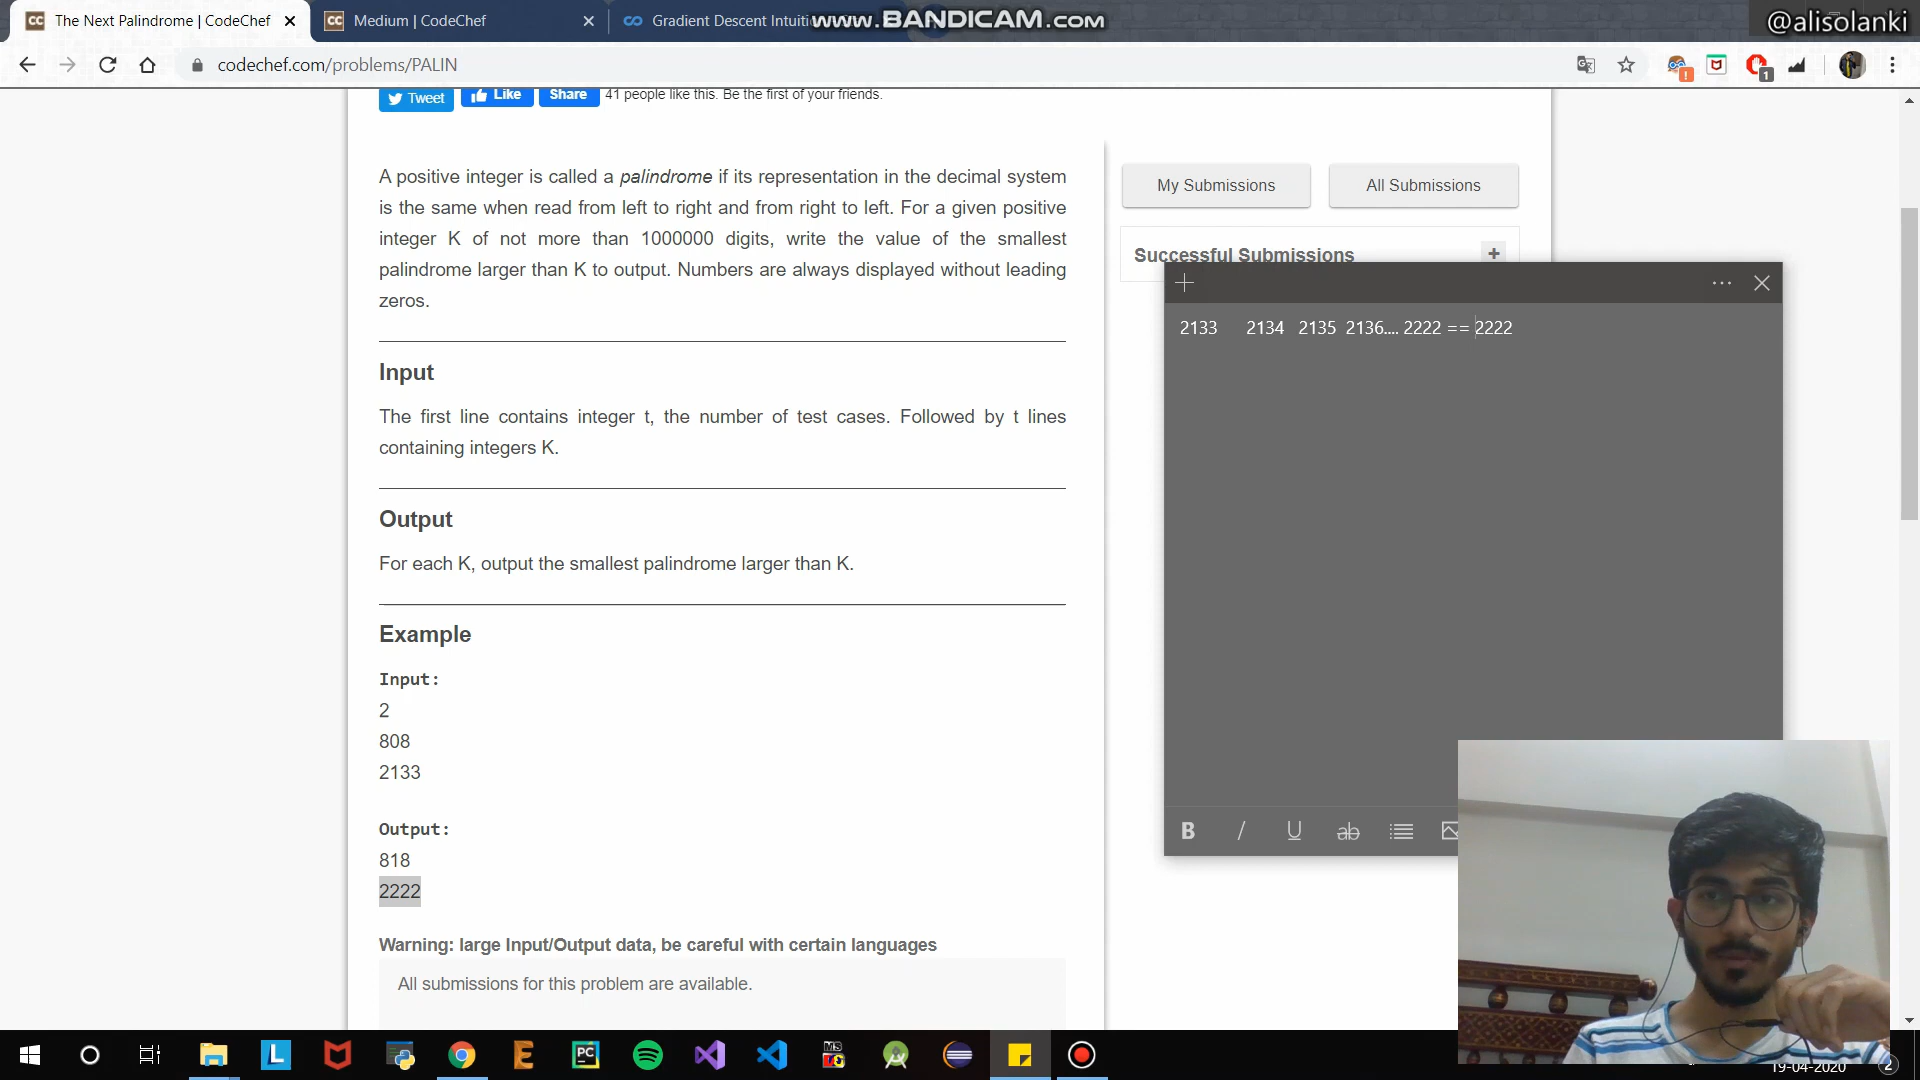 The Next Palindrome | CodeChef
Medium | CodeChef
Gradient Descent Intuiti
www.BANDICAM.com
@alisolanki
codechef.com/problems/PALIN
Tweet
Like
Share
41 people like this. Be the first of your friends.
A positive integer is called a palindrome if its representation in the decimal system
is the same when read from left to right and from right to left. For a given positive
integer K of not more than 1000000 digits, write the value of the smallest
palindrome larger than K to output. Numbers are always displayed without leading
zeros.
My Submissions
All Submissions
Successful Submissions
+
2133 2134 2135 2136.... 2222 == 2222
Input
The first line contains integer t, the number of test cases. Followed by t lines
containing integers K.
Output
For each K, output the smallest palindrome larger than K.
Example
Input:
2
808
2133
Output:
818
2222
Warning: large Input/Output data, be careful with certain languages
All submissions for this problem are available.
B / U ab
19-04-2020
2